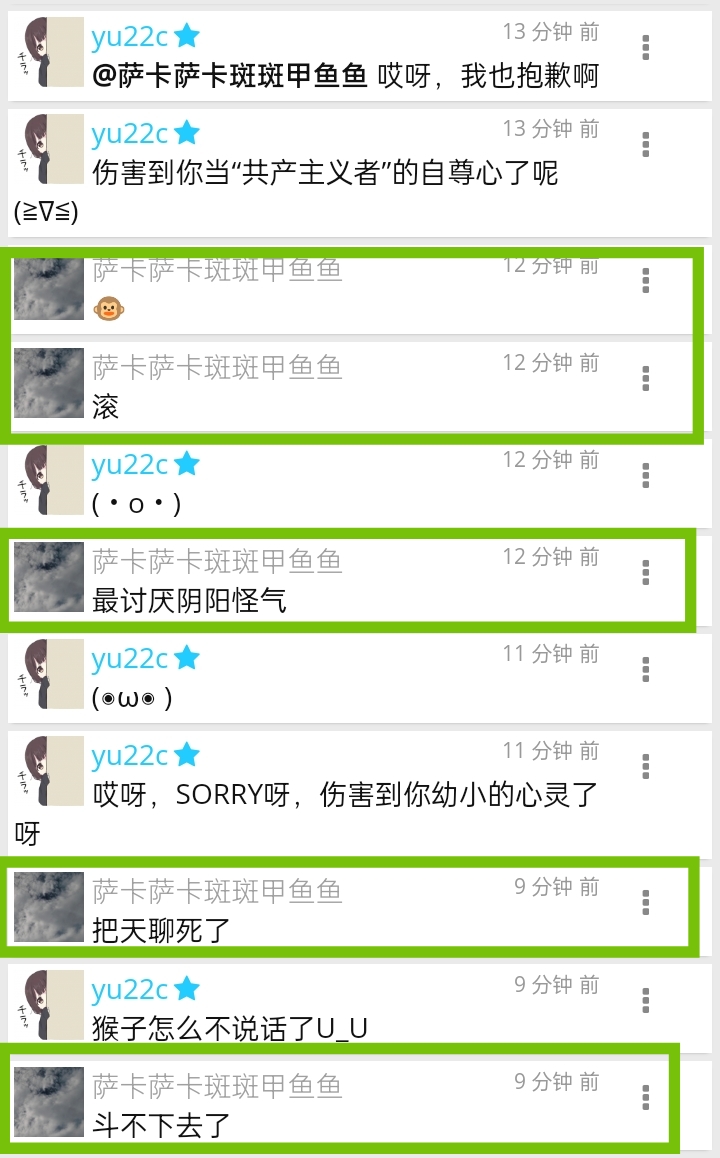 yu22c 13 分钟 前
@萨卡萨卡斑斑甲鱼鱼 哎呀，我也抱歉啊
yu22c 13 分钟 前
伤害到你当“共产主义者”的自尊心了呢
(≧∇≦)
萨卡萨卡斑斑甲鱼鱼 12 分钟 前
🐵
萨卡萨卡斑斑甲鱼鱼 12 分钟 前
滚
yu22c 12 分钟 前
(・o・)
萨卡萨卡斑斑甲鱼鱼 12 分钟 前
最讨厌阴阳怪气
yu22c 11 分钟 前
(◉ω◉ )
yu22c 11 分钟 前
哎呀，SORRY呀，伤害到你幼小的心灵了
呀
萨卡萨卡斑斑甲鱼鱼 9 分钟 前
把天聊死了
yu22c 9 分钟 前
猴子怎么不说话了U_U
萨卡萨卡斑斑甲鱼鱼 9 分钟 前
斗不下去了